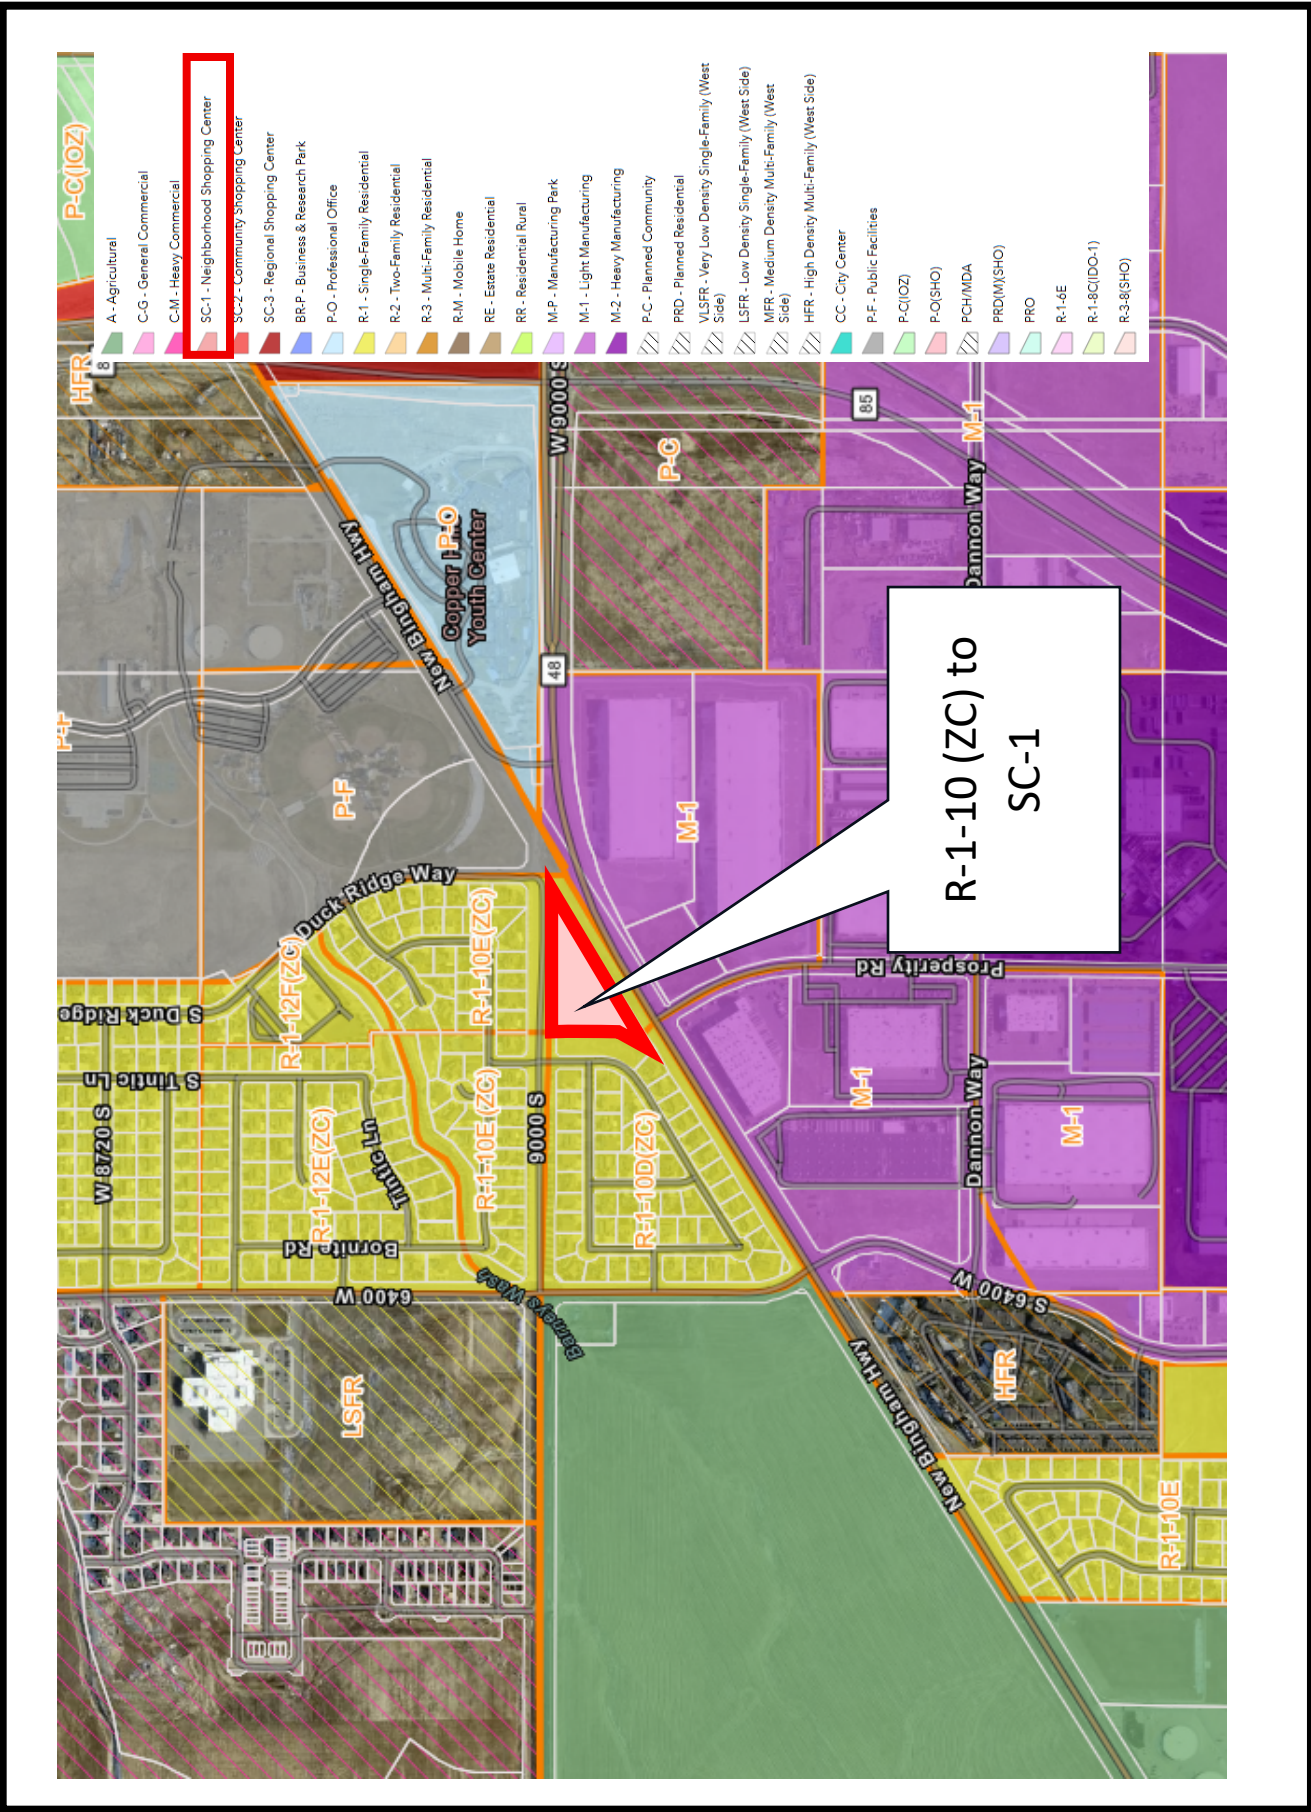 A - Agricultural
C-G - General Commercial
C-M - Heavy Commercial
SC-1 - Neighborhood Shopping Center
SC-2 - Community Shopping Center
SC-3 - Regional Shopping Center
BR-P - Business & Research Park
P-O - Professional Office
R-1 - Single-Family Residential
R-2 - Two-Family Residential
R-3 - Multi-Family Residential
R-M - Mobile Home
RE - Estate Residential
RR - Residential Rural
M-P - Manufacturing Park
M-1 - Light Manufacturing
M-2 - Heavy Manufacturing
P-C - Planned Community
PRD - Planned Residential
VLSFR - Very Low Density Single-Family (West
Side)
LSFR - Low Density Single-Family (West Side)
MFR - Medium Density Multi-Family (West
Side)
HFR - High Density Multi-Family (West Side)
CC - City Center
P-F - Public Facilities
P-C(IOZ)
P-O(SHO)
PCH/MDA
PRD(M)(SHO)
PRO
R-1-6E
R-1-8C(IDO-1)
R-3-8(SHO)
P-C(IOZ)
HFR
8
P-F
P-F
New Bingham Hwy
New Bingham Hwy
P-O
Youth Center
W 9000 S
48
P-C
85
M-1
Dannon Way
M-1
R-1-10 (ZC) to
SC-1
Duck Ridge Way
S Duck Ridge
R-1-12F(ZC)
R-1-10E(ZC)
S Tintic Ln
W 8720 S
R-1-12E(ZC)
Tintic Ln
Bornite Rd
R-1-10E(ZC)
9000 S
R-1-10D(ZC)
Prosperity Rd
M-1
Dannon Way
M-1
6400 W
Barneys Wash
S 6400 W
LSFR
New Bingham Hwy
HFR
R-1-10E